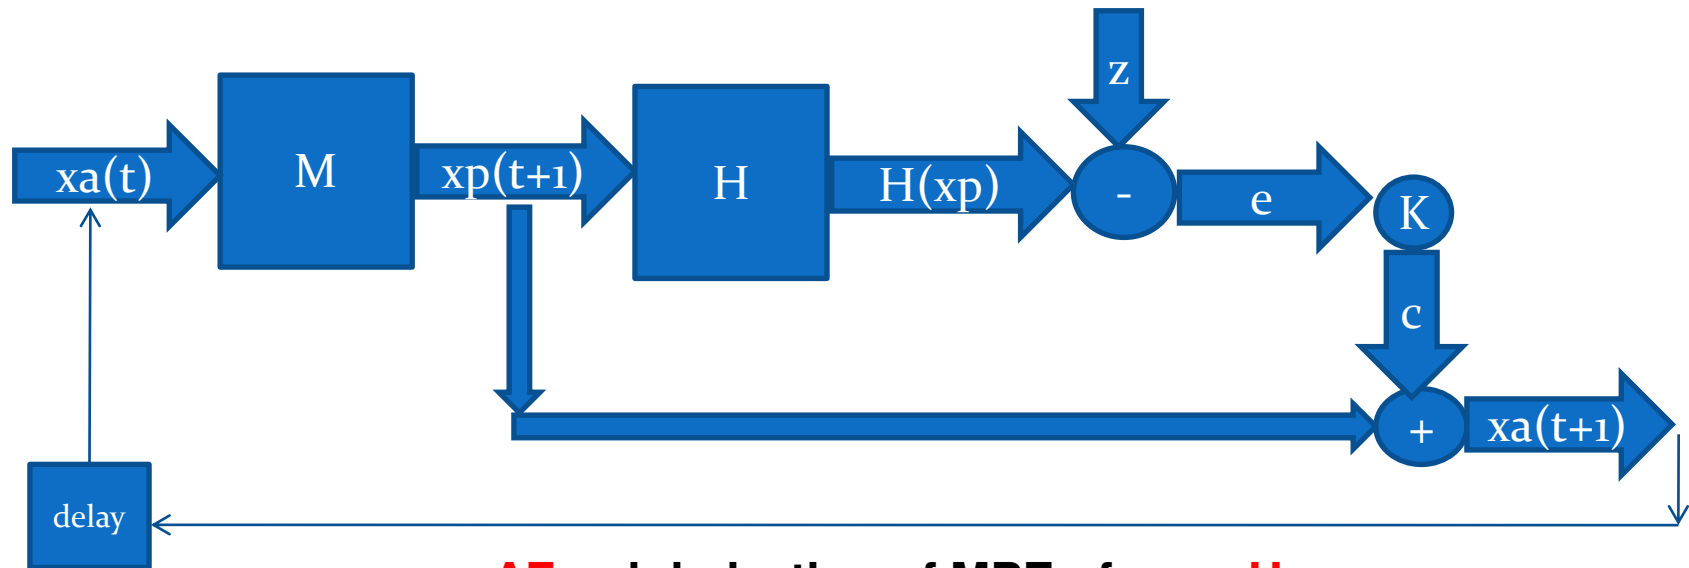 z
xa(t)
M
xp(t+1)
H
H(xp)
-
e
K
c
+
xa(t+1)
delay